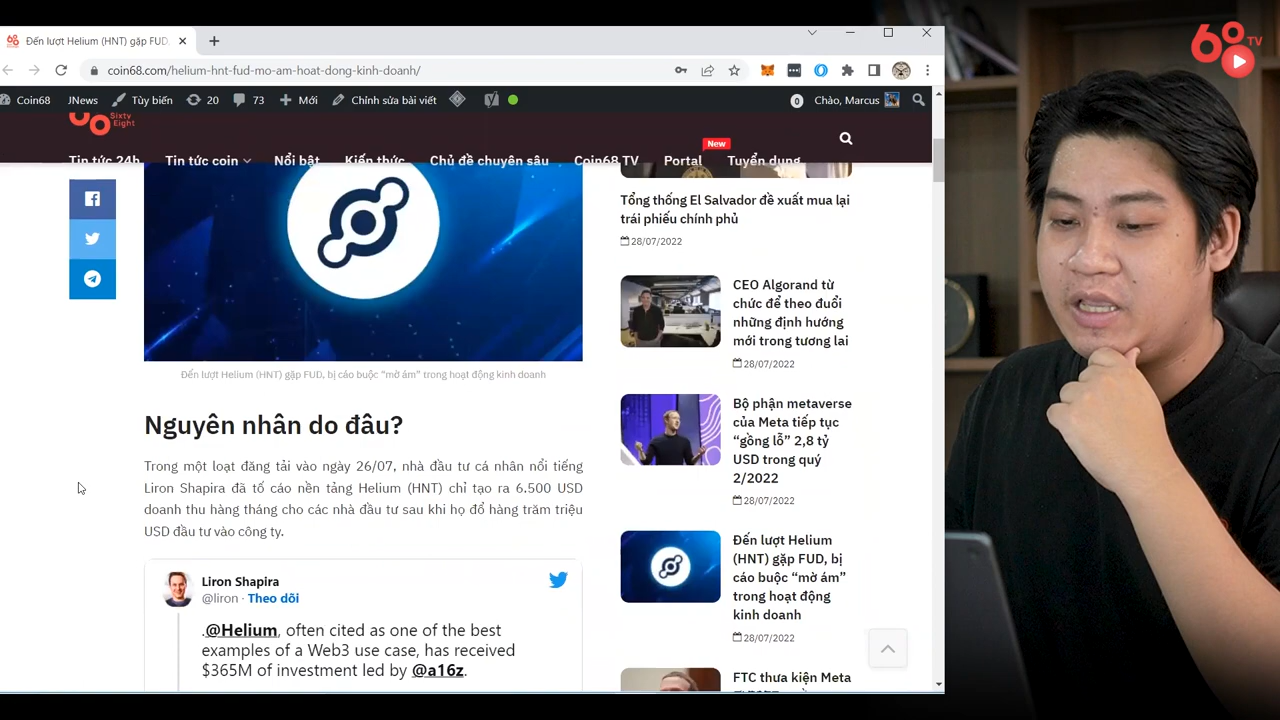 Đến lượt Helium (HNT) gặp FUD,
coin68.com/helium-hnt-fud-mo-am-hoat-dong-kinh-doanh/
Coin68 JNews Tùy biến 20 73 Mới Chỉnh sửa bài viết 0 Chào, Marcus
Sixty
Eight
New
Tin tức 24h Tin tức coin Nổi bật Kiến thức Chủ đề chuyên sâu Coin68 TV Portal Tuyển dụng
Đến lượt Helium (HNT) gặp FUD, bị cáo buộc “mờ ám” trong hoạt động kinh doanh
Nguyên nhân do đâu?
Trong một loạt đăng tải vào ngày 26/07, nhà đầu tư cá nhân nổi tiếng
Liron Shapira đã tố cáo nền tảng Helium (HNT) chỉ tạo ra 6.500 USD
doanh thu hàng tháng cho các nhà đầu tư sau khi họ đổ hàng trăm triệu
USD đầu tư vào công ty.
Liron Shapira
@liron · Theo dõi
.@Helium, often cited as one of the best
examples of a Web3 use case, has received
$365M of investment led by @a16z.
Tổng thống El Salvador đề xuất mua lại
trái phiếu chính phủ
28/07/2022
CEO Algorand từ
chức để theo đuổi
những định hướng
mới trong tương lai
28/07/2022
Bộ phận metaverse
của Meta tiếp tục
“gồng lỗ” 2,8 tỷ
USD trong quý
2/2022
28/07/2022
Đến lượt Helium
(HNT) gặp FUD, bị
cáo buộc “mờ ám”
trong hoạt động
kinh doanh
28/07/2022
FTC thưa kiện Meta
68 TV